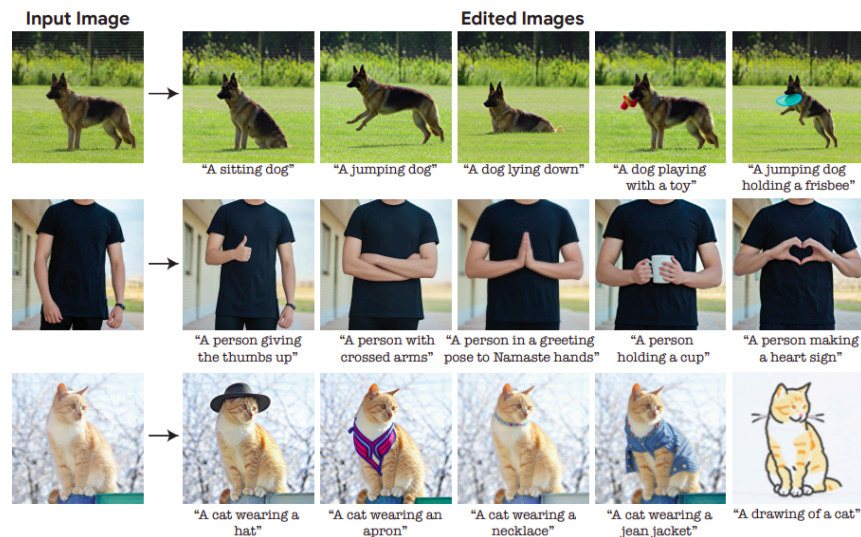 Input Image
Edited Images
“A sitting dog”
“A jumping dog”
“A dog lying down”
“A dog playing
with a toy”
“A jumping dog
holding a frisbee”
“A person giving
the thumbs up”
“A person with
crossed arms”
“A person in a greeting
pose to Namaste hands”
“A person
holding a cup”
“A person making
a heart sign”
“A cat wearing a
hat”
“A cat wearing an
apron”
“A cat wearing a
necklace”
“A cat wearing a
jean jacket”
“A drawing of a cat”